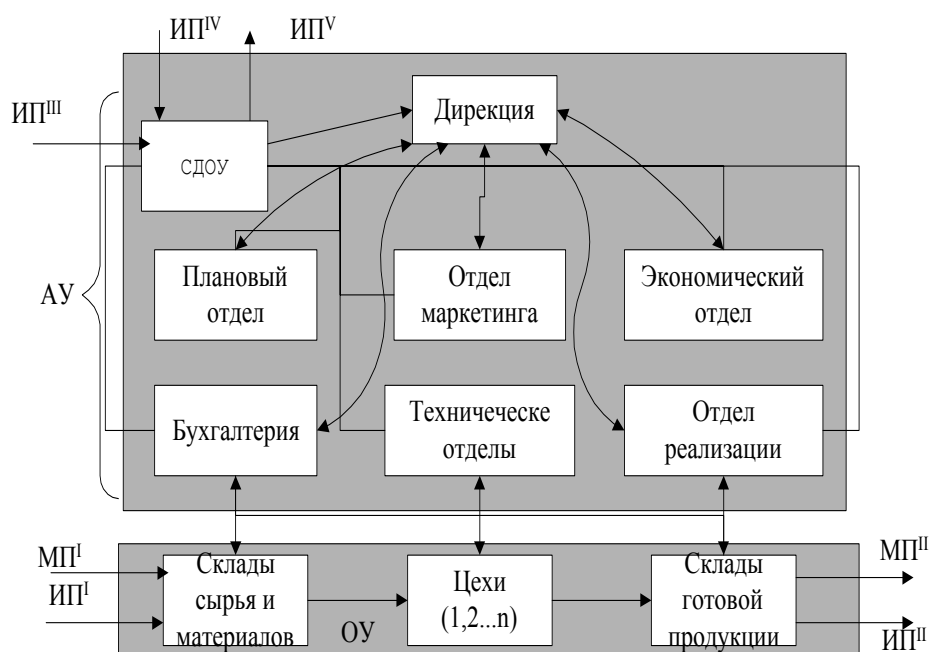 ИПIV
ИПV
ИПIII
Дирекция
СДОУ
АУ
Плановый
отдел
Отдел
маркетинга
Экономический
отдел
Бухгалтерия
Техничеческе
отделы
Отдел
реализации
МПI
ИПI
Склады
сырья и
материалов
ОУ
Цехи
(1,2...n)
Склады
готовой
продукции
МПII
ИПII